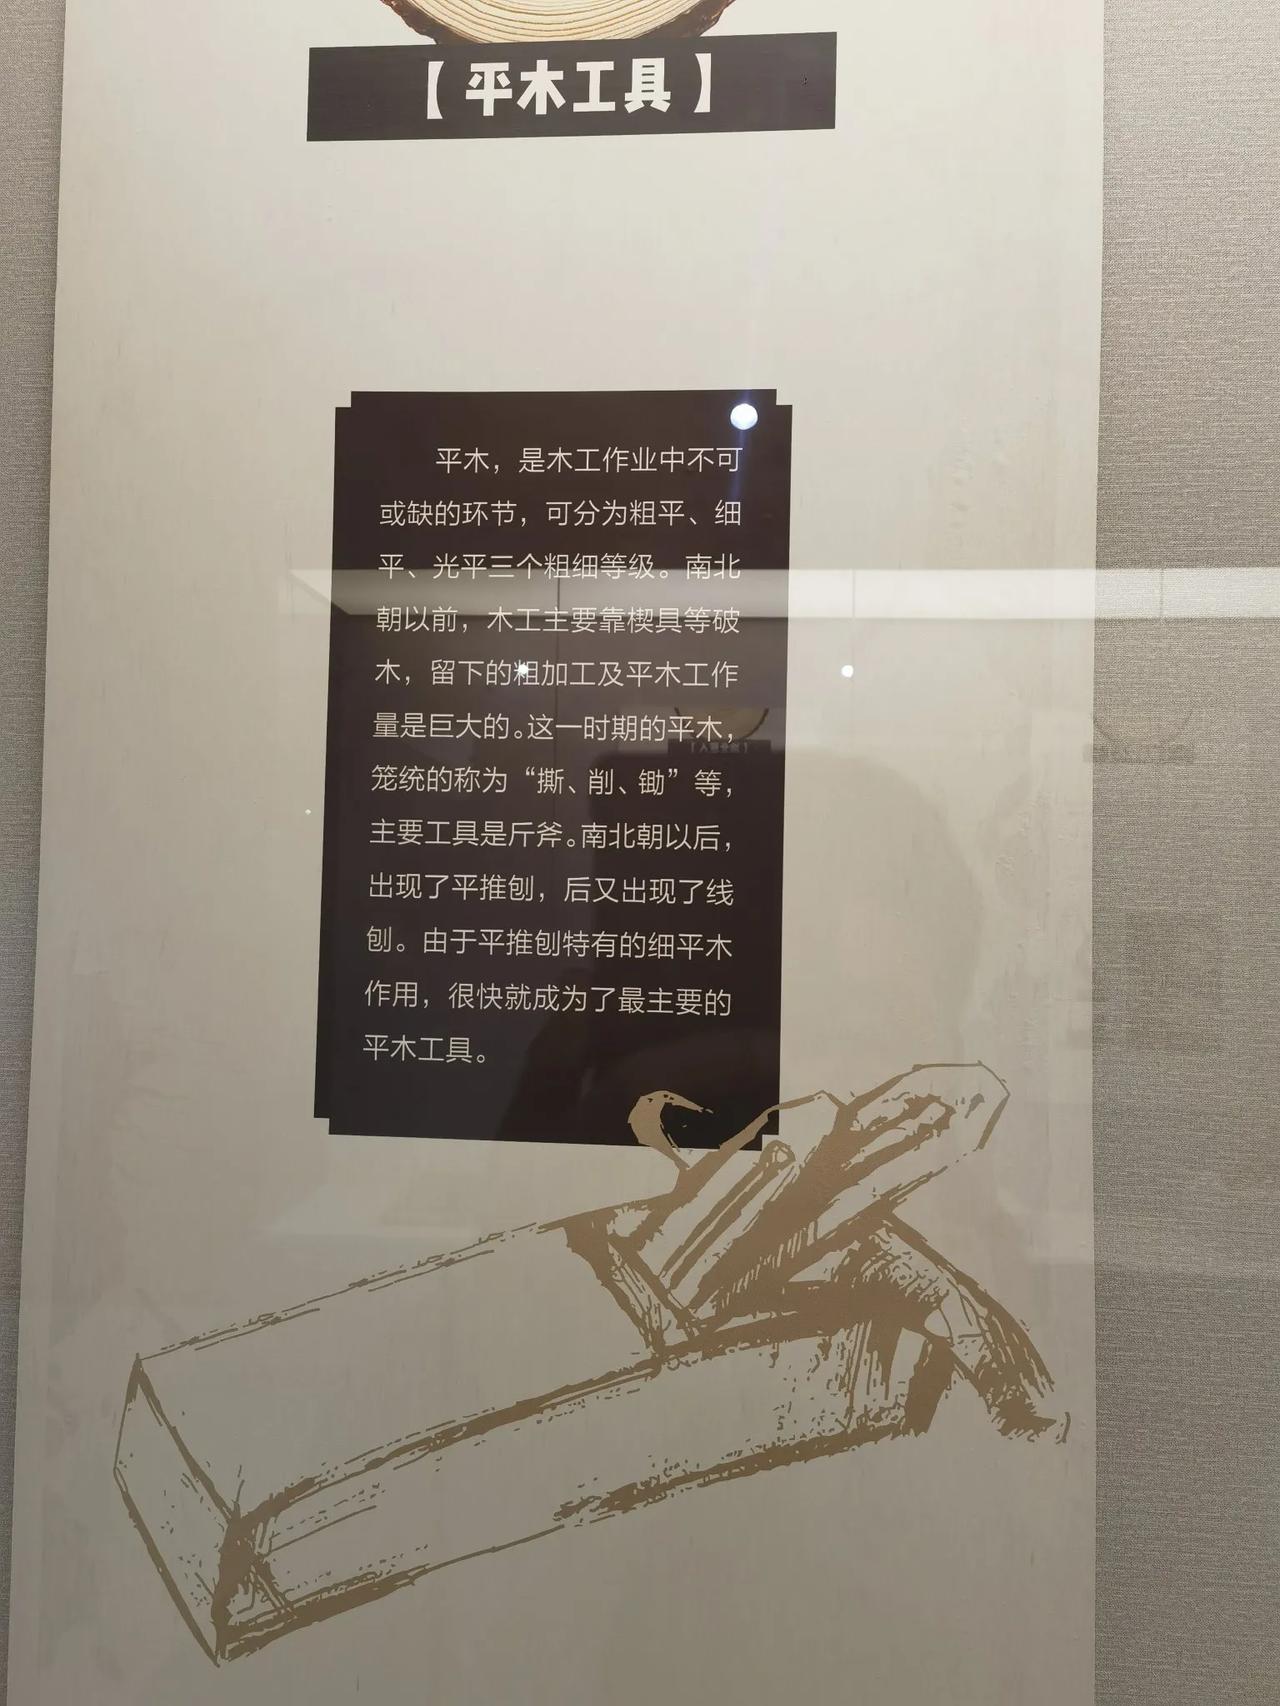 【平木工具】
平木，是木工作业中不可
或缺的环节，可分为粗平、细
平、光平三个粗细等级。南北
朝以前，木工主要靠楔具等破
木，留下的粗加工及平木工作
量是巨大的。这一时期的平木，
笼统的称为“撕、削、锄”等，
主要工具是斤斧。南北朝以后，
出现了平推刨，后又出现了线
刨。由于平推刨特有的细平木
作用，很快就成为了最主要的
平木工具。